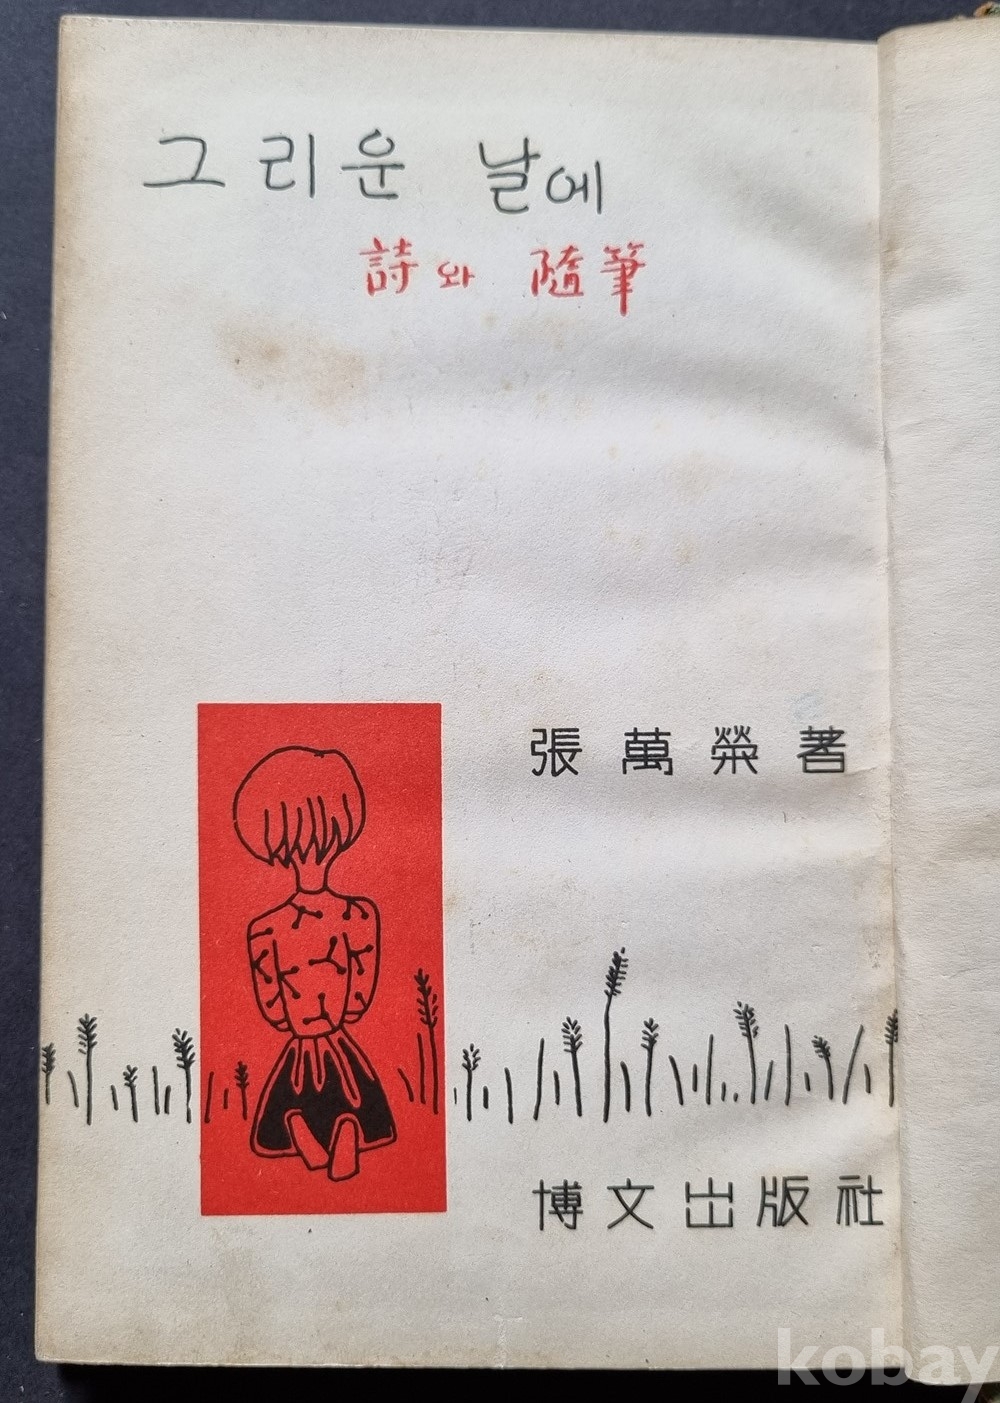 그리운 날에
詩와 隨筆
張萬榮著
博文出版社
kobay